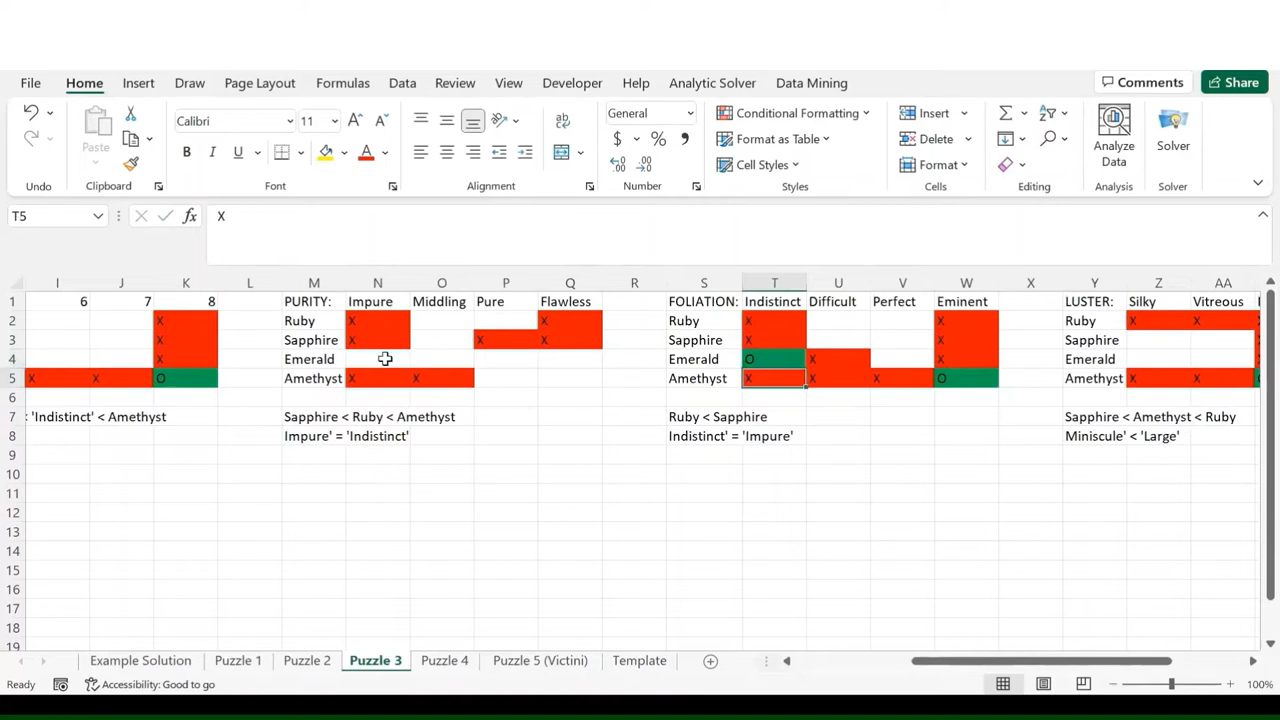 File Home Insert Draw Page Layout Formulas Data Review View Developer Help Analytic Solver Data Mining Comments Share
Calibri 11 General Conditional Formatting Insert
Paste Format as Table Delete Analyze Data Solver
B I U A $ % , Cell Styles Format
Undo Clipboard Font Alignment Number Styles Cells Editing Analysis Solver
T5 fx X
I J K L M N O P Q R S T U V W X Y Z AA
1 6 7 8 PURITY: Impure Middling Pure Flawless FOLIATION: Indistinct Difficult Perfect Eminent LUSTER: Silky Vitreous
2 X Ruby X X Ruby X X Ruby X X
3 X Sapphire X X X Sapphire X X Sapphire
4 X Emerald Emerald O X X Emerald
5 X X O Amethyst X X Amethyst X X X O Amethyst X X
6
7 : 'Indistinct' < Amethyst Sapphire < Ruby < Amethyst Ruby < Sapphire Sapphire < Amethyst < Ruby
8 Impure' = 'Indistinct' Indistinct' = 'Impure' Miniscule' < 'Large'
9
10
11
12
13
14
15
16
17
18
19
Example Solution Puzzle 1 Puzzle 2 Puzzle 3 Puzzle 4 Puzzle 5 (Victini) Template
Ready Accessibility: Good to go 100%